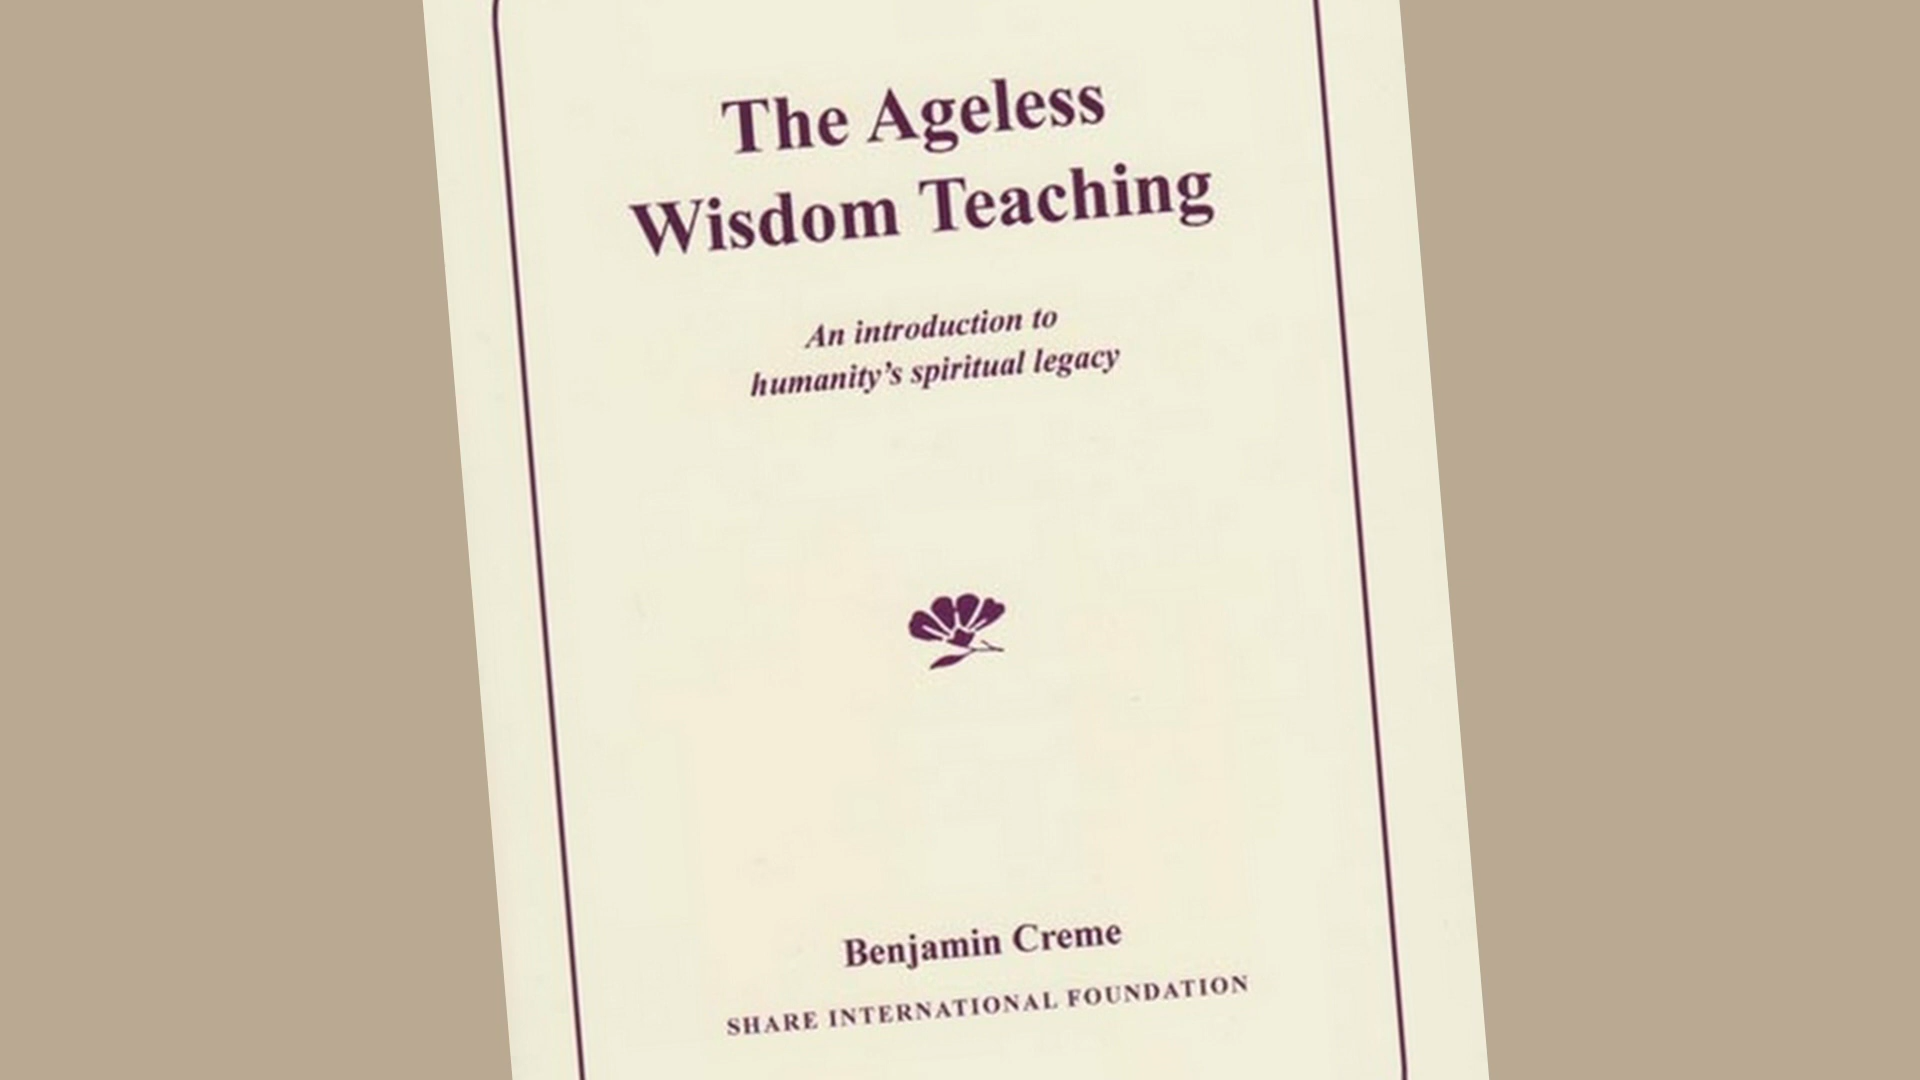 The Ageless
Wisdom Teaching
An introduction to
humanity’s spiritual legacy
Benjamin Creme
SHARE INTERNATIONAL FOUNDATION